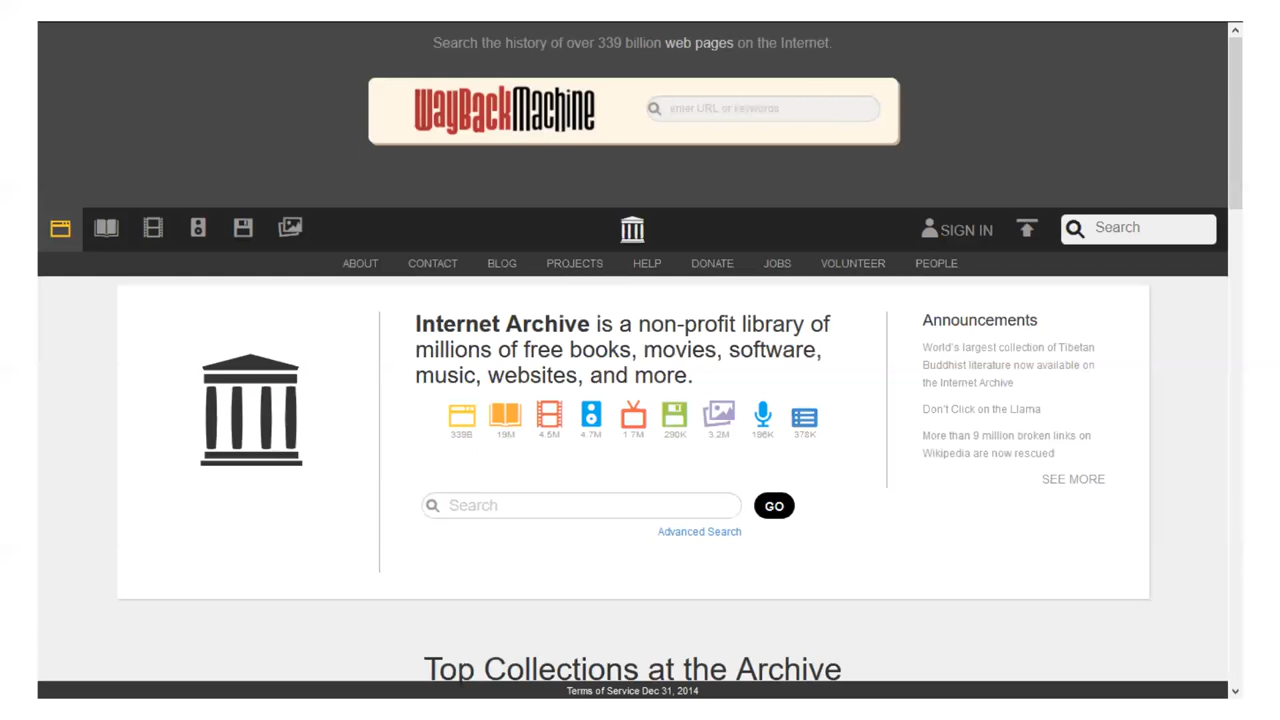 Search the history of over 339 billion web pages on the Internet.
WayBackMachine
enter URL or keywords
SIGN IN
Search
ABOUT CONTACT BLOG PROJECTS HELP DONATE JOBS VOLUNTEER PEOPLE
Internet Archive is a non-profit library of
millions of free books, movies, software,
music, websites, and more.
339B 19M 4.5M 4.7M 1.7M 290K 3.2M 196K 378K
Search
GO
Advanced Search
Announcements
World's largest collection of Tibetan
Buddhist literature now available on
the Internet Archive
Don't Click on the Llama
More than 9 million broken links on
Wikipedia are now rescued
SEE MORE
Top Collections at the Archive
Terms of Service Dec 31, 2014